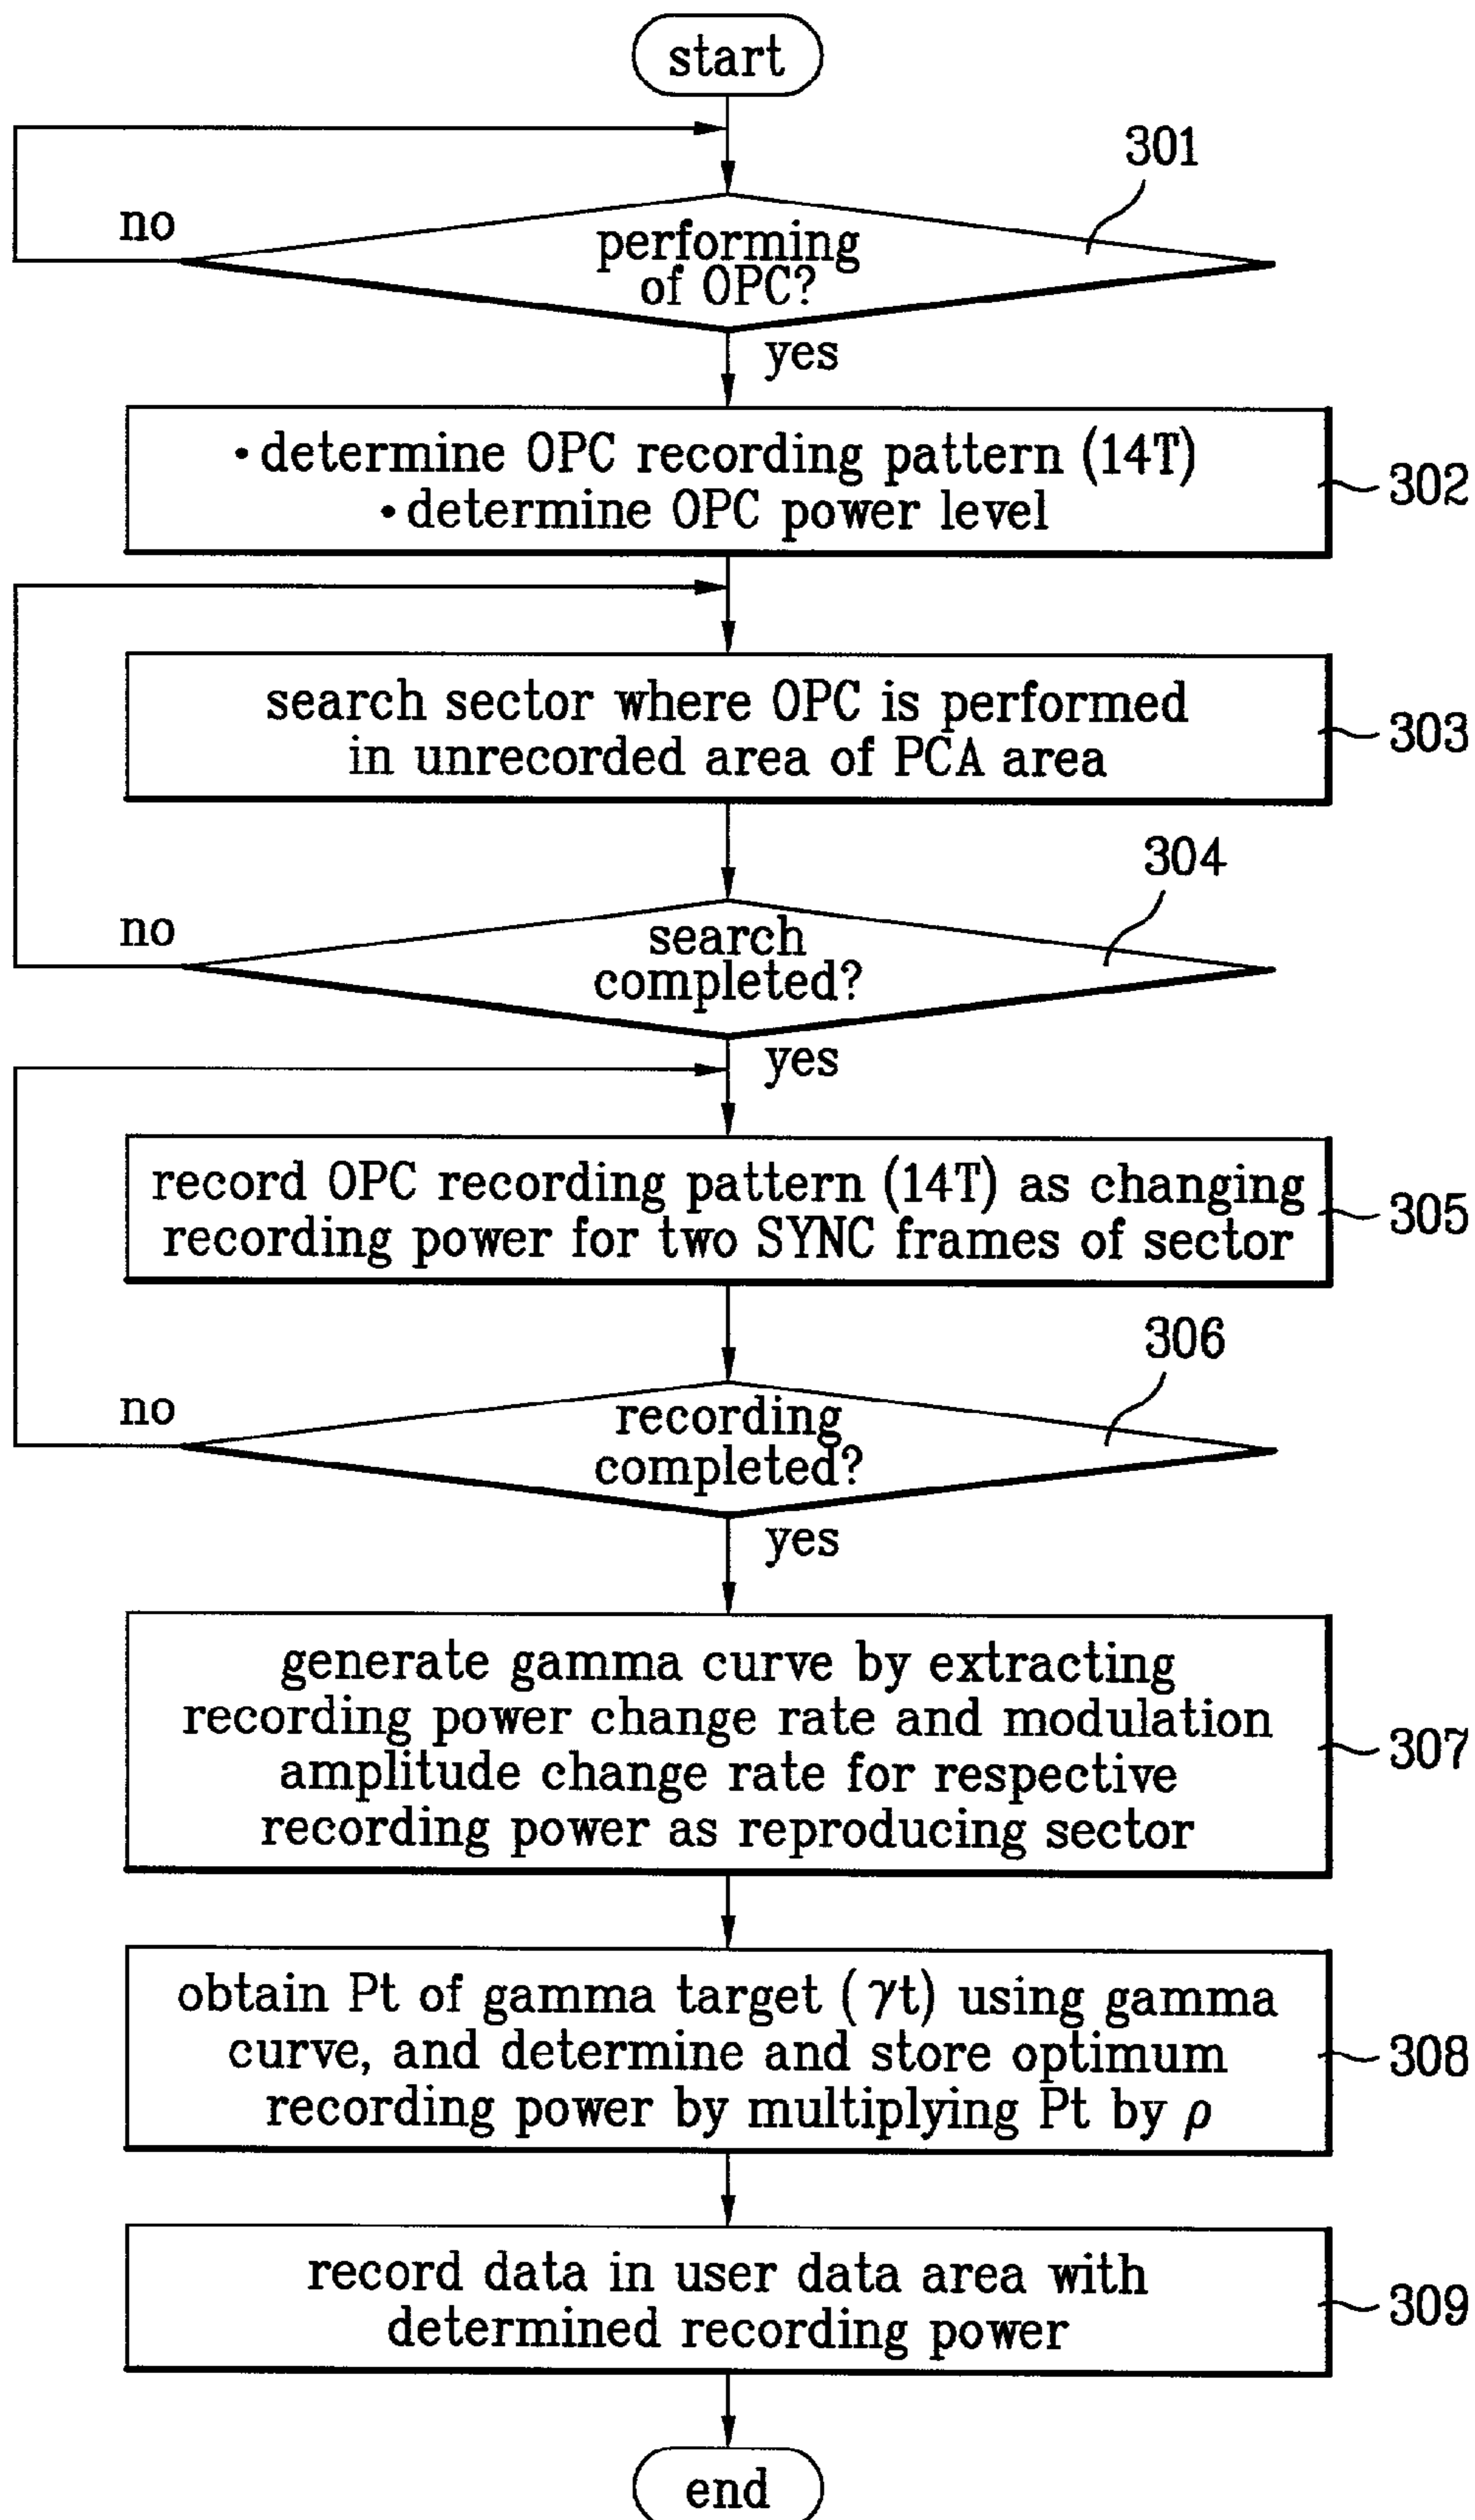 start
301
no
performing
of OPC?
yes
•determine OPC recording pattern (14T)
•determine OPC power level
302
search sector where OPC is performed
in unrecorded area of PCA area
303
304
no
search
completed?
yes
record OPC recording pattern (14T) as changing
recording power for two SYNC frames of sector
305
306
no
recording
completed?
yes
generate gamma curve by extracting
recording power change rate and modulation
amplitude change rate for respective
recording power as reproducing sector
307
obtain Pt of gamma target (γt) using gamma
curve, and determine and store optimum
recording power by multiplying Pt by ρ
308
record data in user data area with
determined recording power
309
end